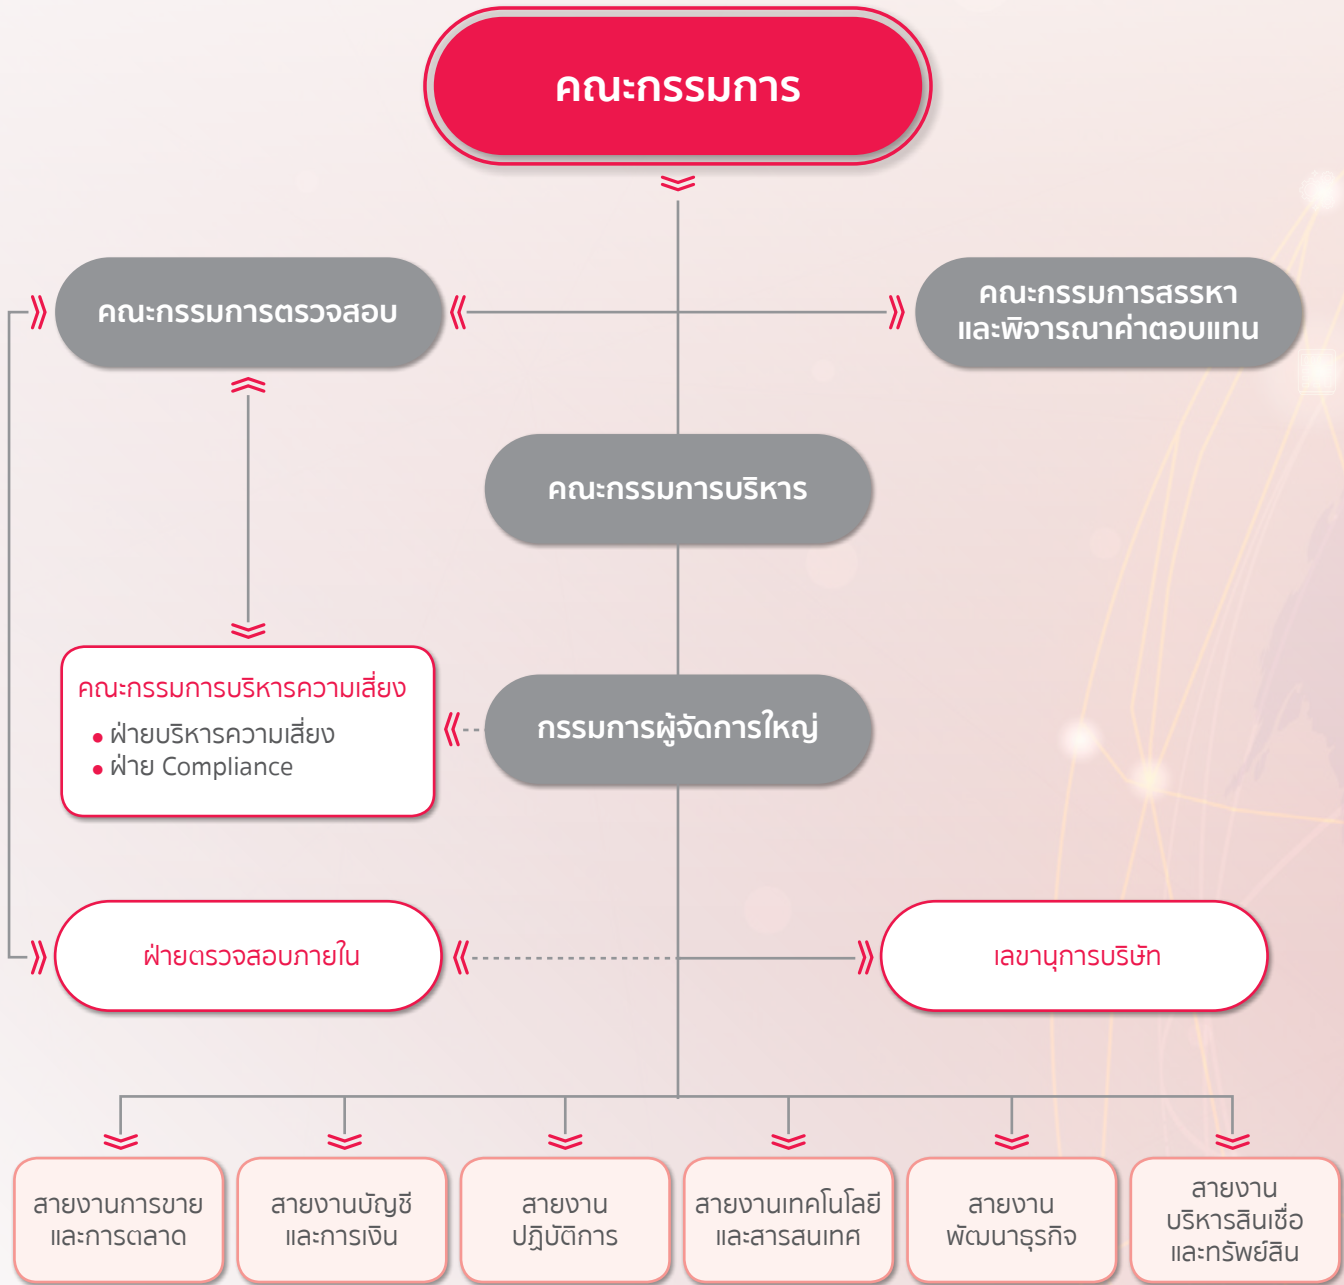 คณะกรรมการ
คณะกรรมการตรวจสอบ
คณะกรรมการสรรหา
และพิจารณาค่าตอบแทน
คณะกรรมการบริหาร
คณะกรรมการบริหารความเสี่ยง
• ฝ่ายบริหารความเสี่ยง
• ฝ่าย Compliance
กรรมการผู้จัดการใหญ่
ฝ่ายตรวจสอบภายใน
เลขานุการบริษัท
สายงานการขาย
และการตลาด
สายงานบัญชี
และการเงิน
สายงาน
ปฏิบัติการ
สายงานเทคโนโลยี
และสารสนเทศ
สายงาน
พัฒนาธุรกิจ
สายงาน
บริหารสินเชื่อ
และทรัพย์สิน